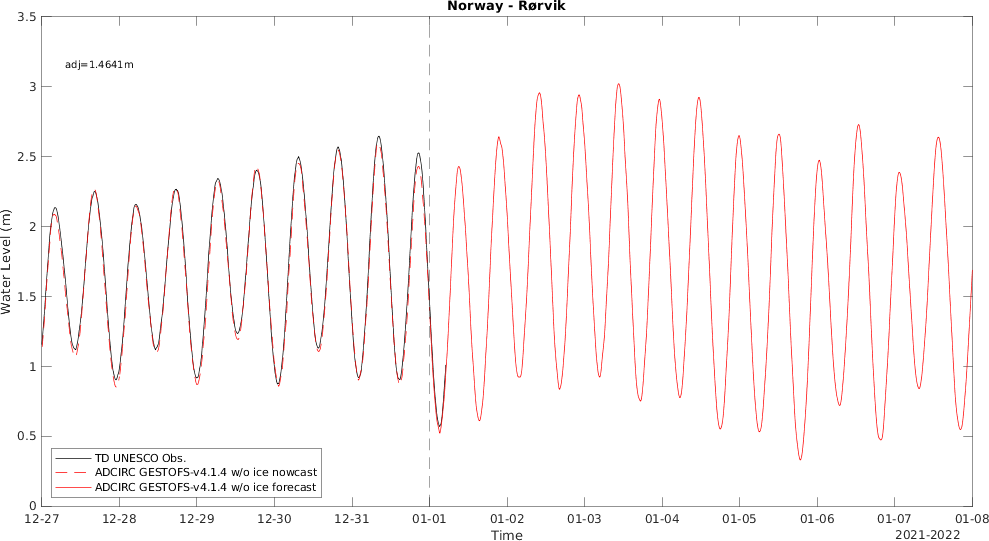 Norway - Rørvik
adj=1.4641m
Water Level (m)
3.5
3
2.5
2
1.5
1
0.5
0
TD UNESCO Obs.
ADCIRC GESTOFS-v4.1.4 w/o ice nowcast
ADCIRC GESTOFS-v4.1.4 w/o ice forecast
12-27 12-28 12-29 12-30 12-31 01-01 01-02 01-03 01-04 01-05 01-06 01-07 01-08
Time
2021-2022